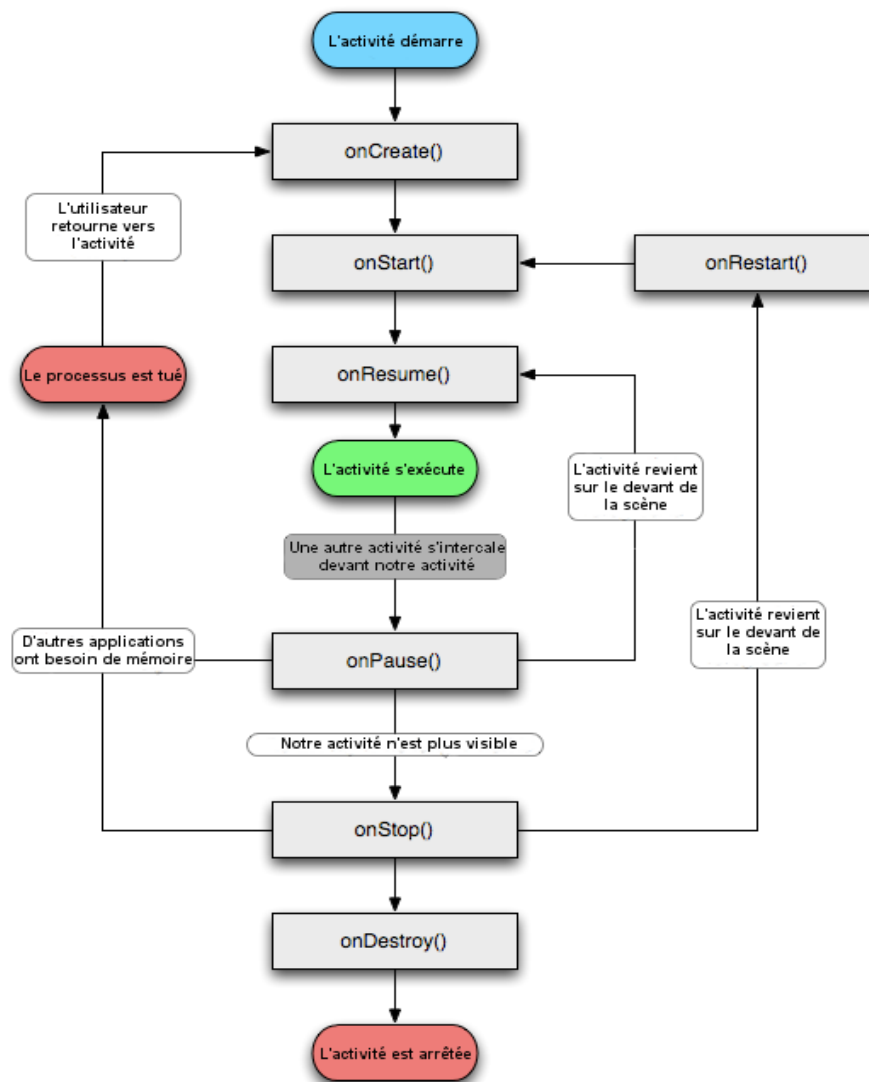 L'activité démarre
onCreate()
L'utilisateur
retourne vers
l'activité
onStart()
onRestart()
Le processus est tué
onResume()
L'activité s'exécute
L'activité revient
sur le devant de
la scène
Une autre activité s'intercale
devant notre activité
D'autres applications
ont besoin de mémoire
onPause()
L'activité revient
sur le devant de
la scène
Notre activité n'est plus visible
onStop()
onDestroy()
L'activité est arrêtée